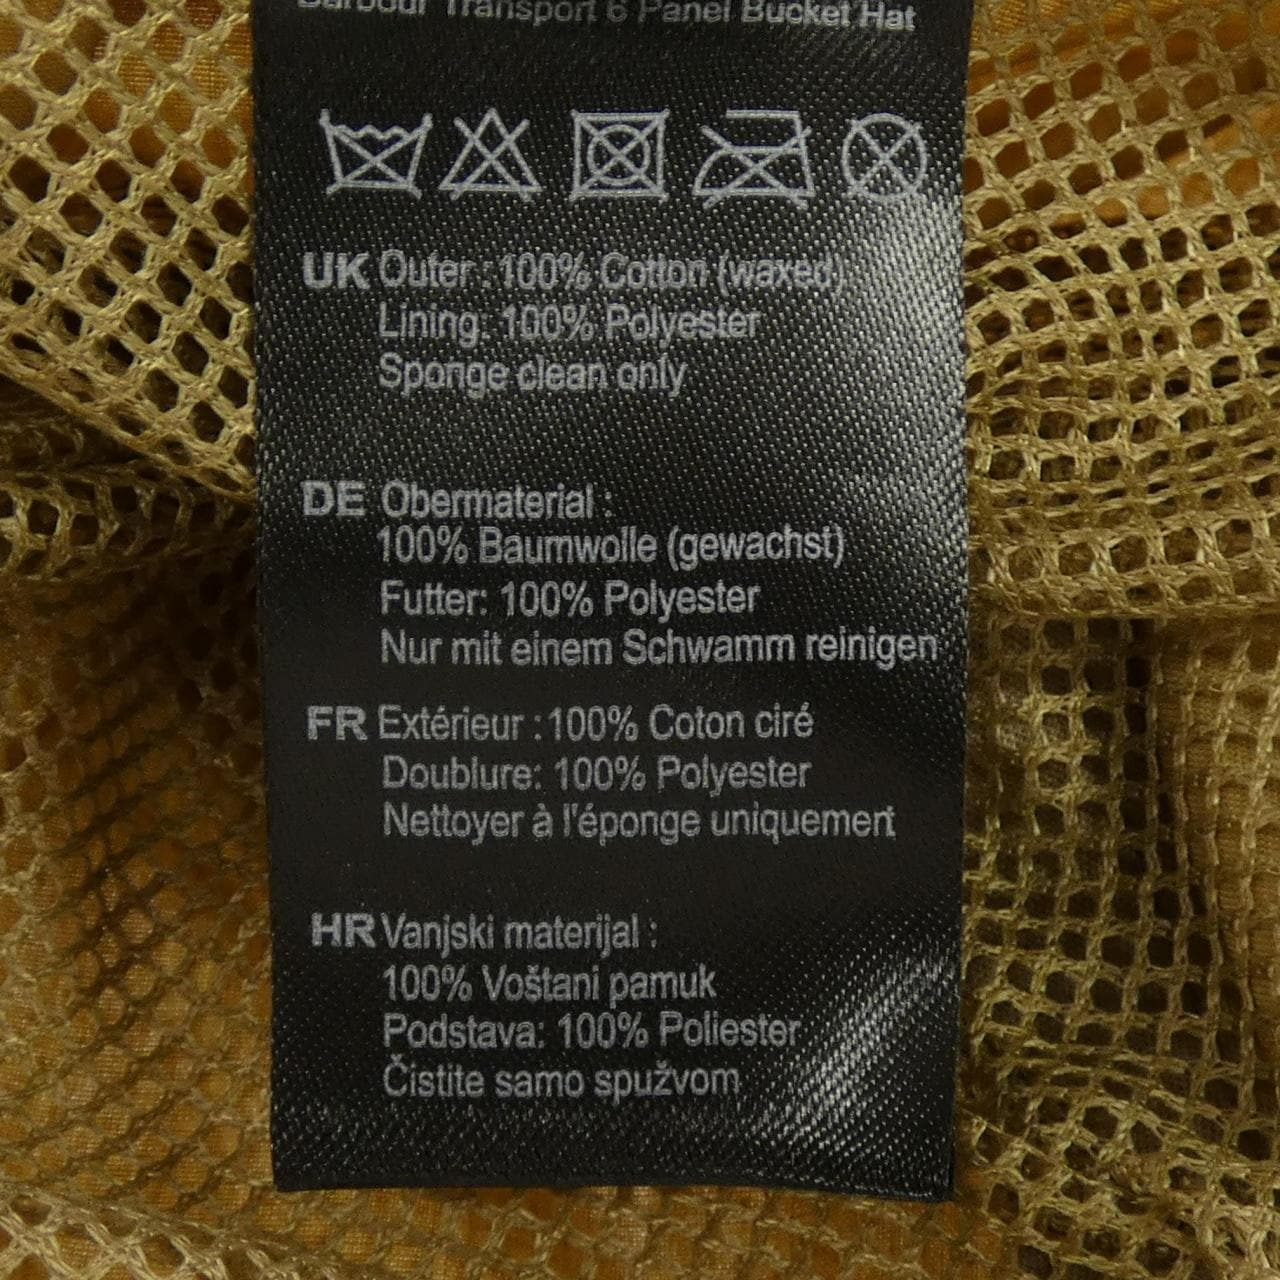 Barbour Transport 6 Panel Bucket Hat
UK Outer : 100% Cotton (waxed)
Lining: 100% Polyester
Sponge clean only
DE Obermaterial :
100% Baumwolle (gewachst)
Futter: 100% Polyester
Nur mit einem Schwamm reinigen
FR Extérieur : 100% Coton ciré
Doublure: 100% Polyester
Nettoyer à l'éponge uniquement
HR Vanjski materijal :
100% Voštani pamuk
Podstava: 100% Poliester
Čistite samo spužvom